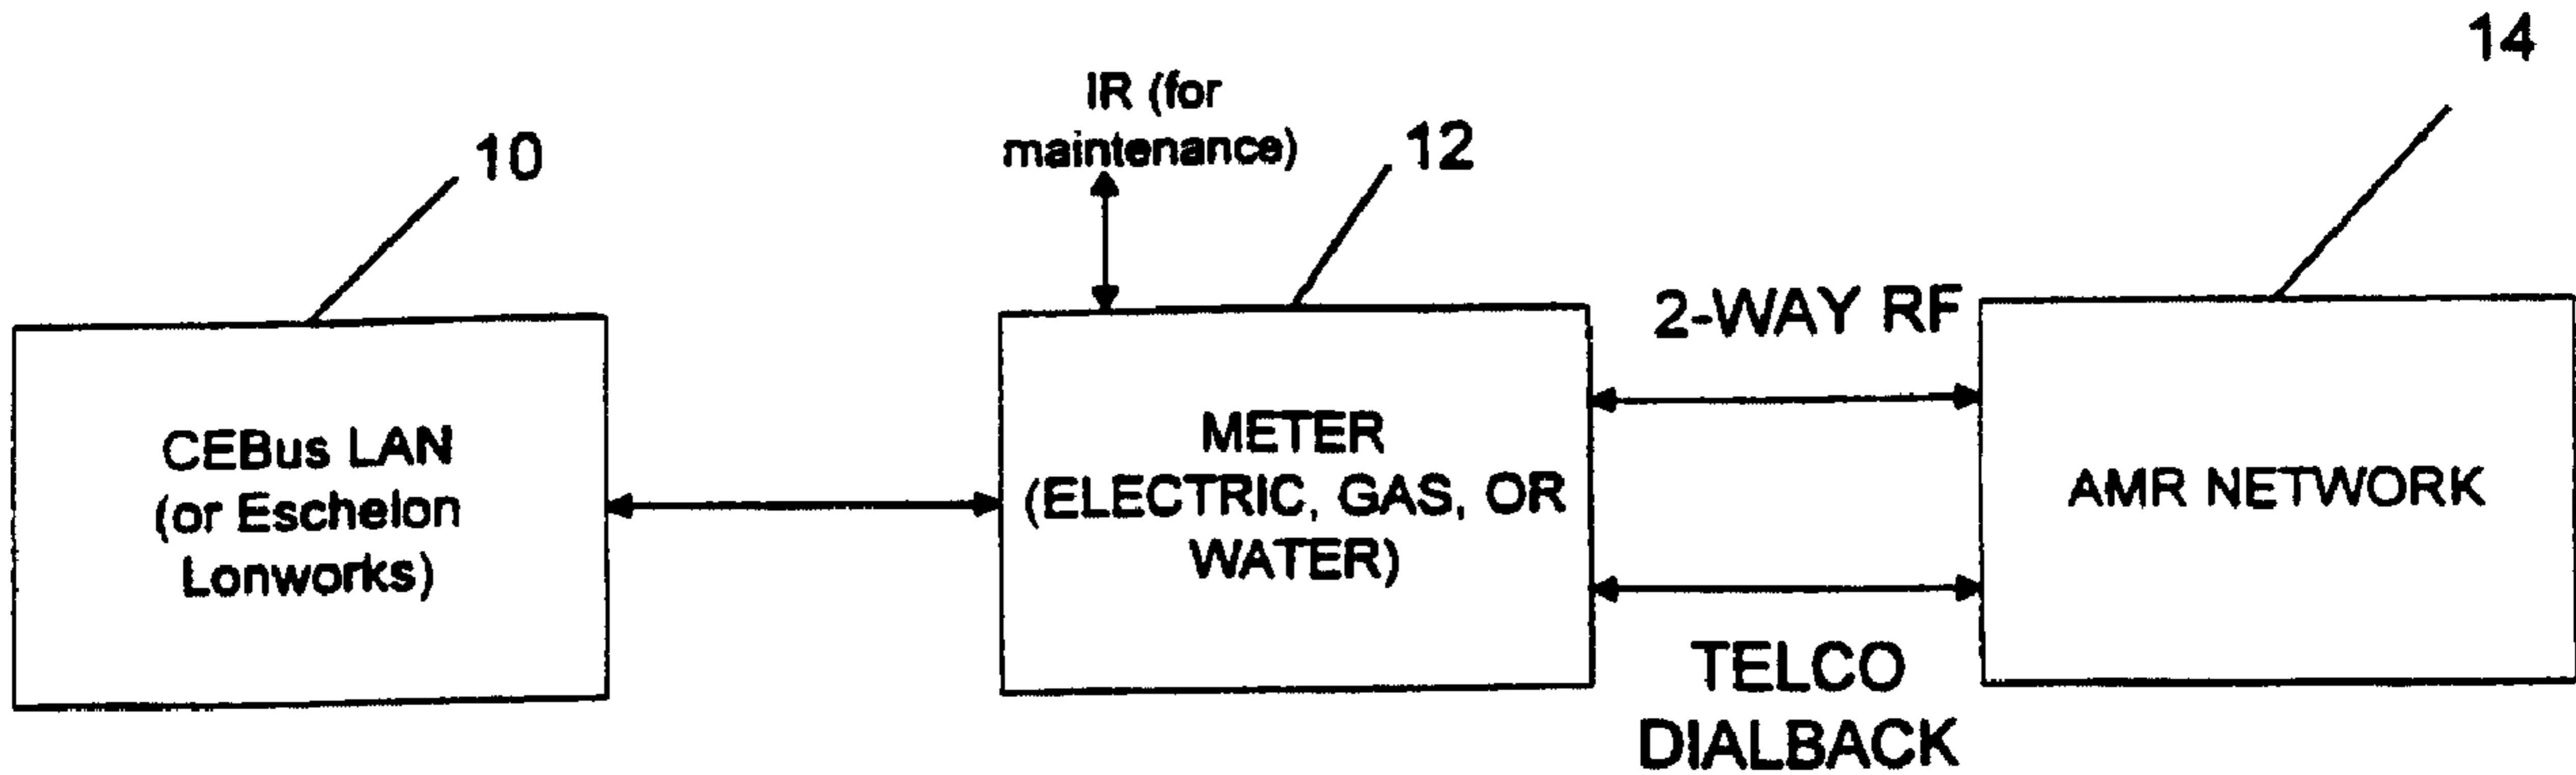 14
IR (for
maintenance)
12
10
2-WAY RF
CEBus LAN
(or Eschelon
Lonworks)
METER
(ELECTRIC, GAS, OR
WATER)
AMR NETWORK
TELCO
DIALBACK